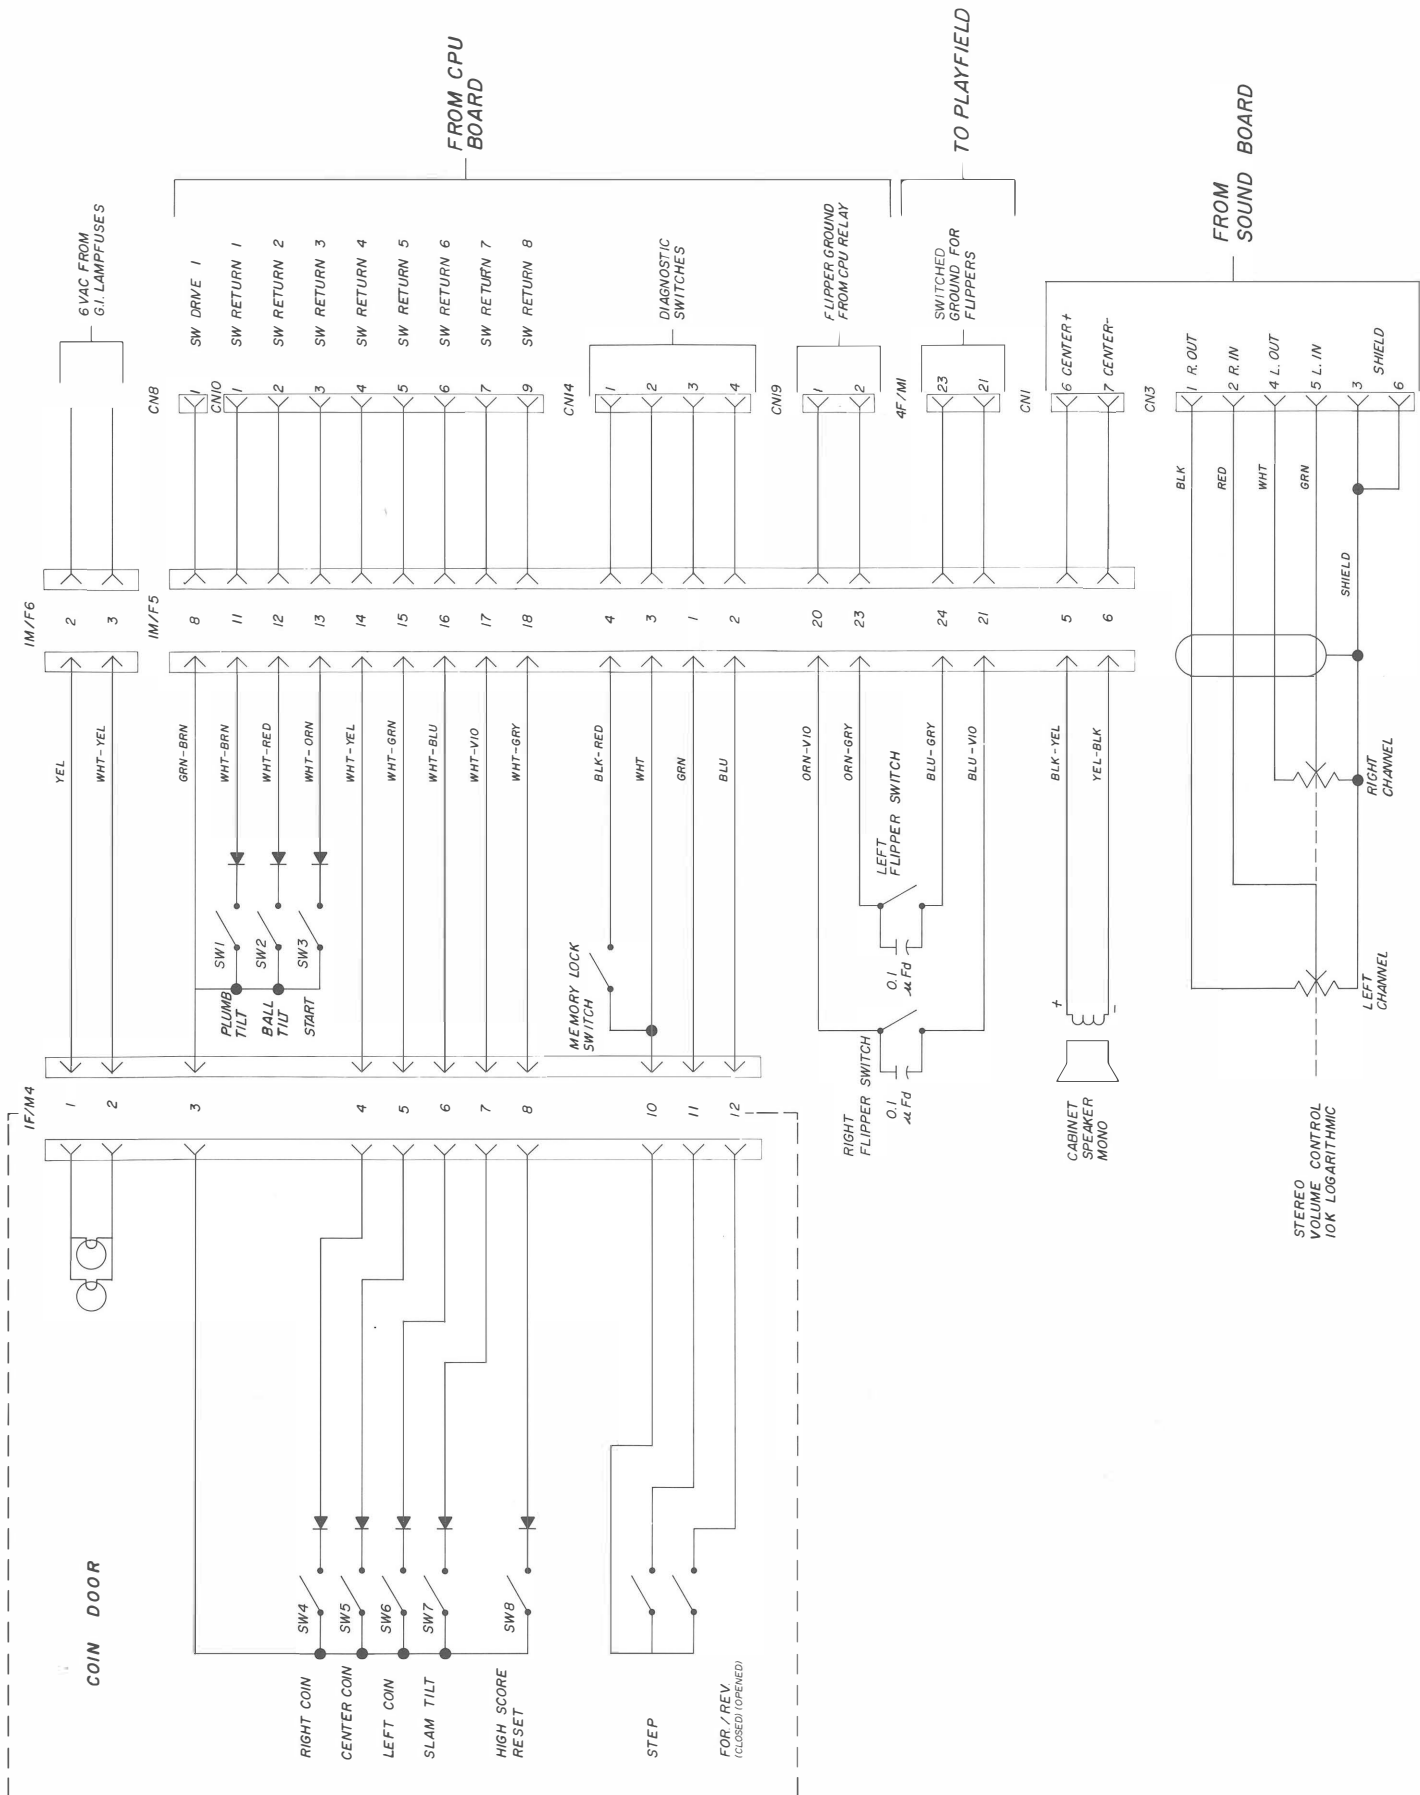 6VAC FROM
G.I. LAMPFUSES
FROM CPU
BOARD
TO PLAYFIELD
FROM
SOUND BOARD
SW DRIVE 1
SW RETURN 1
SW RETURN 2
SW RETURN 3
SW RETURN 4
SW RETURN 5
SW RETURN 6
SW RETURN 7
SW RETURN 8
DIAGNOSTIC
SWITCHES
FLIPPER GROUND
FROM CPU RELAY
SWITCHED
GROUND FOR
FLIPPERS
CN8
1
CN10
1
2
3
4
5
6
7
9
CN14
1
2
3
4
CN19
1
2
4F/M1
23
21
CN1
6 CENTER+
7 CENTER-
CN3
1 R.OUT
2 R.IN
4 L.OUT
5 L.IN
3
SHIELD
6
BLK
RED
WHT
GRN
SHIELD
1M/F6
2
3
1M/F5
8
11
12
13
14
15
16
17
18
4
3
1
2
20
23
24
21
5
6
YEL
WHT-YEL
GRN-BRN
WHT-BRN
WHT-RED
WHT-ORN
WHT-YEL
WHT-GRN
WHT-BLU
WHT-VIO
WHT-GRY
BLK-RED
WHT
GRN
BLU
ORN-VIO
ORN-GRY
BLU-GRY
BLU-VIO
BLK-YEL
YEL-BLK
RIGHT
CHANNEL
LEFT
CHANNEL
SW1
SW2
SW3
PLUMB
TILT
BALL
TILT
START
MEMORY LOCK
SWITCH
LEFT
FLIPPER SWITCH
0.1
µFd
RIGHT
FLIPPER SWITCH
0.1
µFd
+
-
CABINET
SPEAKER
MONO
STEREO
VOLUME CONTROL
10K LOGARITHMIC
1F/M4
1
2
3
4
5
6
7
8
10
11
12
COIN DOOR
SW4
SW5
SW6
SW7
SW8
RIGHT COIN
CENTER COIN
LEFT COIN
SLAM TILT
HIGH SCORE
RESET
STEP
FOR./REV.
(CLOSED) (OPENED)